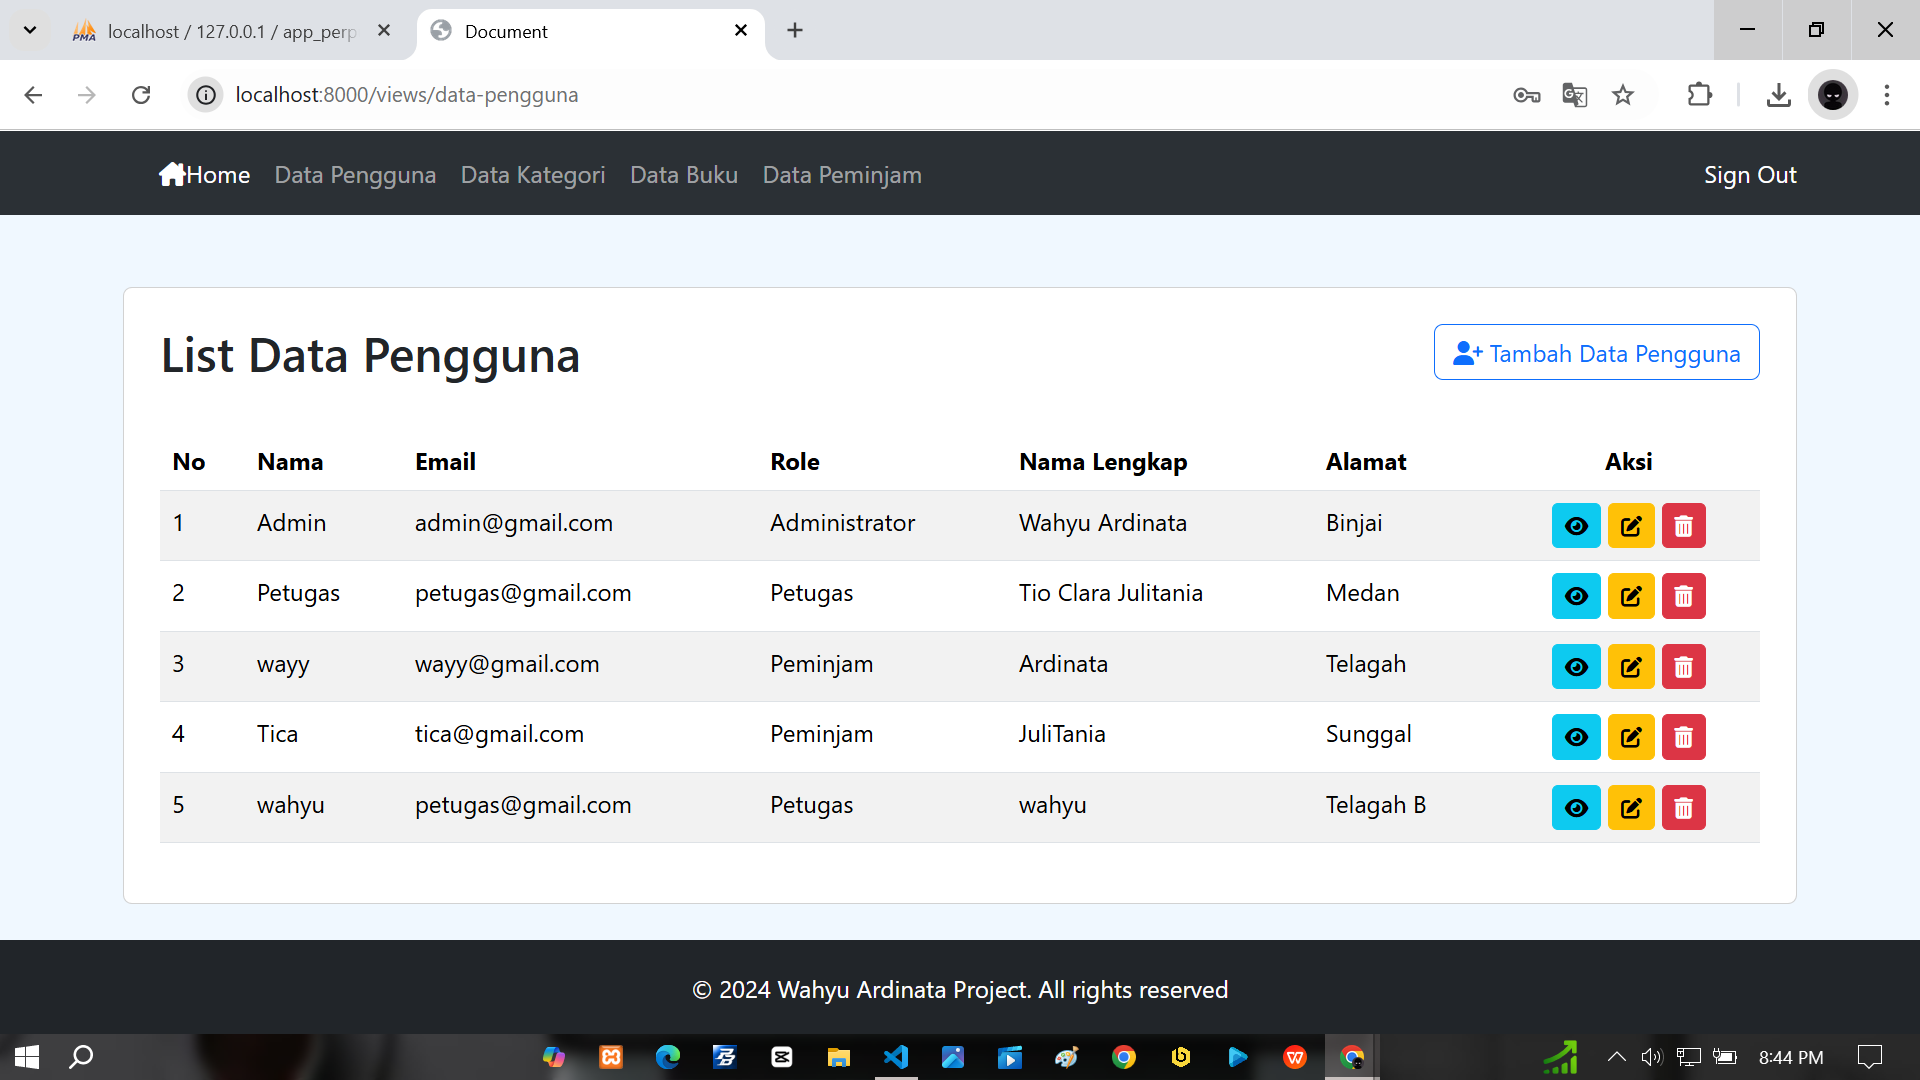 localhost / 127.0.0.1 / app_perp
Document
localhost:8000/views/data-pengguna
Home Data Pengguna Data Kategori Data Buku Data Peminjam Sign Out
List Data Pengguna
Tambah Data Pengguna
No Nama Email Role Nama Lengkap Alamat Aksi
1 Admin admin@gmail.com Administrator Wahyu Ardinata Binjai
2 Petugas petugas@gmail.com Petugas Tio Clara Julitania Medan
3 wayy wayy@gmail.com Peminjam Ardinata Telagah
4 Tica tica@gmail.com Peminjam JuliTania Sunggal
5 wahyu petugas@gmail.com Petugas wahyu Telagah B
© 2024 Wahyu Ardinata Project. All rights reserved
8:44 PM